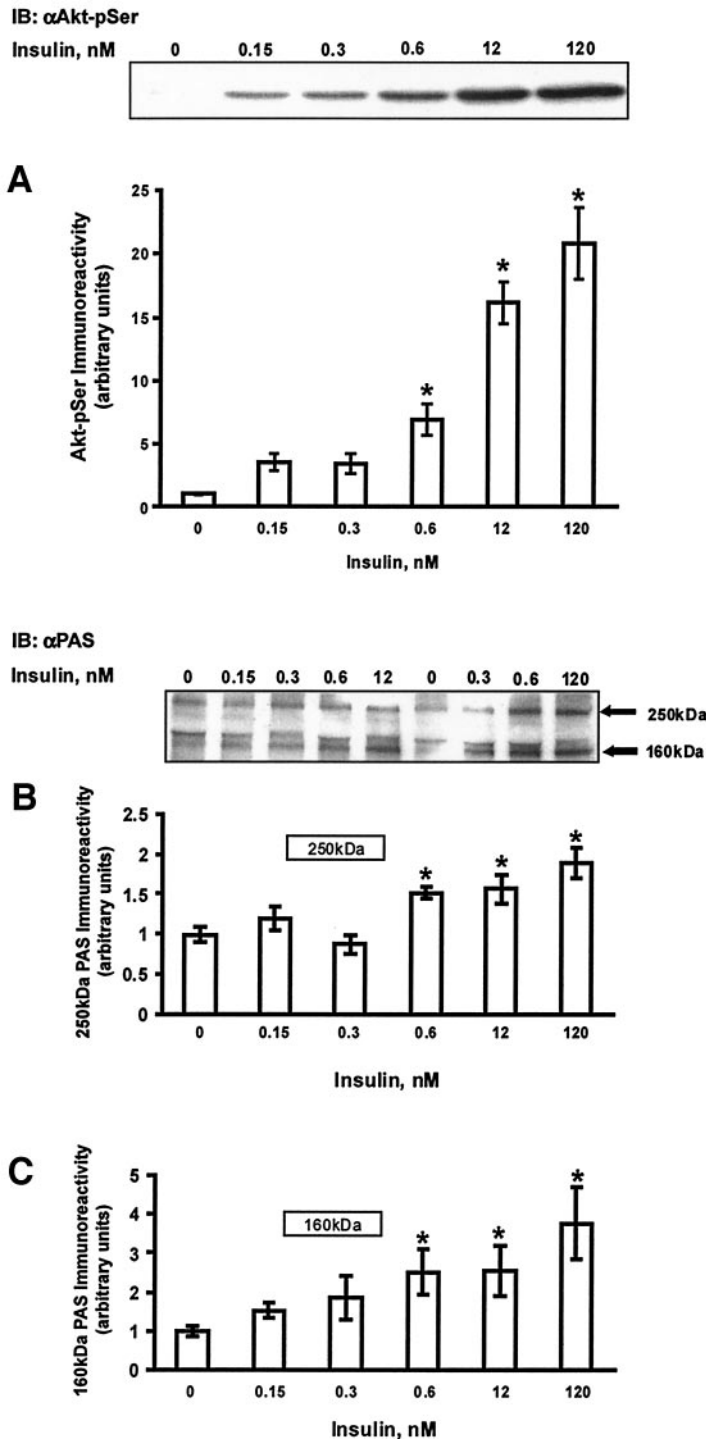 IB: αAkt-pSer
Insulin, nM 0 0.15 0.3 0.6 12 120
A
Akt-pSer Immunoreactivity
(arbitrary units)
25
20
15
10
5
0
* * *
0 0.15 0.3 0.6 12 120
Insulin, nM
IB: αPAS
Insulin, nM 0 0.15 0.3 0.6 12 0 0.3 0.6 120
250kDa
160kDa
B
250kDa PAS Immunoreactivity
(arbitrary units)
2.5
2
1.5
1
0.5
0
250kDa
* * *
0 0.15 0.3 0.6 12 120
Insulin, nM
C
160kDa PAS Immunoreactivity
(arbitrary units)
5
4
3
2
1
0
160kDa
* * *
0 0.15 0.3 0.6 12 120
Insulin, nM